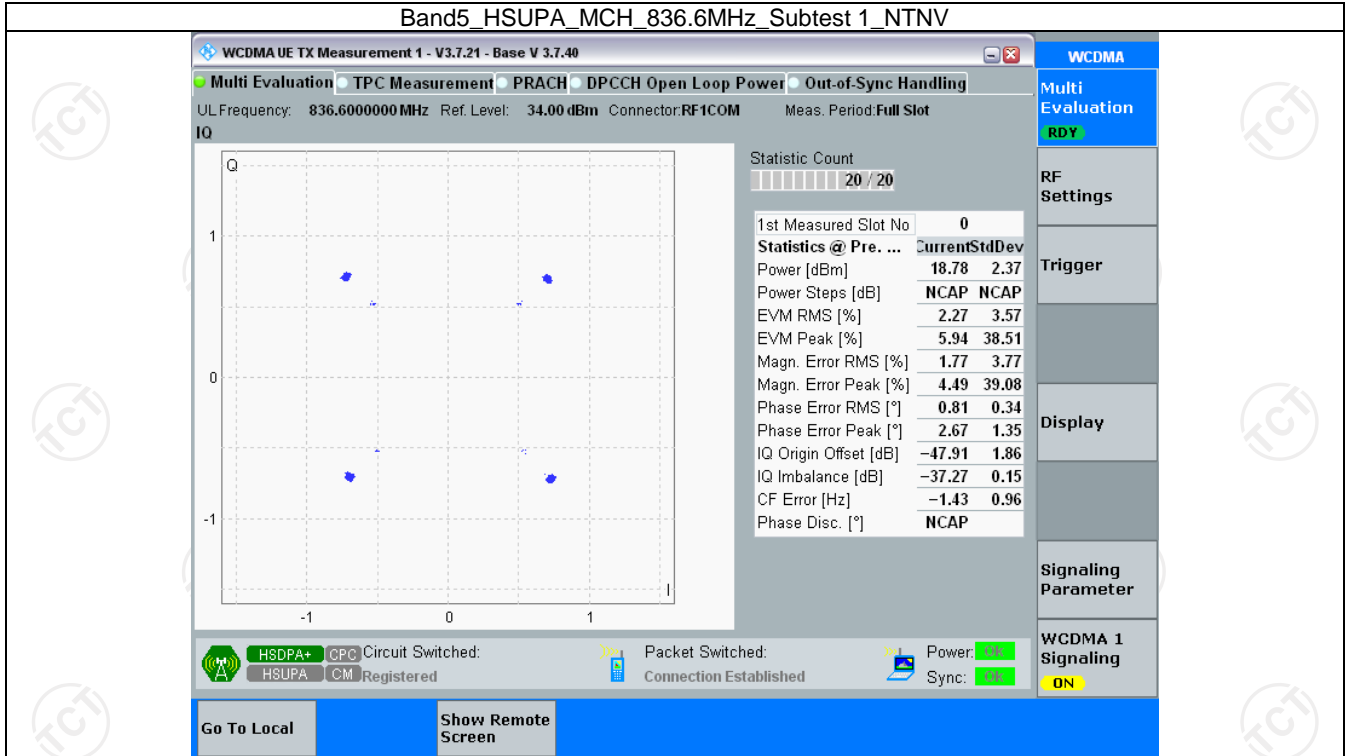 Band5_HSUPA_MCH_836.6MHz_Subtest 1_NTNV
WCDMA UE TX Measurement 1 - V3.7.21 - Base V 3.7.40
WCDMA
Multi Evaluation TPC Measurement PRACH DPCCH Open Loop Power Out-of-Sync Handling
Multi
Evaluation
RDY
UL Frequency: 836.6000000 MHz Ref. Level: 34.00 dBm Connector:RF1COM Meas. Period:Full Slot
IQ
Q
1
0
-1
-1 0 1
I
Statistic Count
20 / 20
1st Measured Slot No 0
Statistics @ Pre. ... Current StdDev
Power [dBm] 18.78 2.37
Power Steps [dB] NCAP NCAP
EVM RMS [%] 2.27 3.57
EVM Peak [%] 5.94 38.51
Magn. Error RMS [%] 1.77 3.77
Magn. Error Peak [%] 4.49 39.08
Phase Error RMS [°] 0.81 0.34
Phase Error Peak [°] 2.67 1.35
IQ Origin Offset [dB] −47.91 1.86
IQ Imbalance [dB] −37.27 0.15
CF Error [Hz] −1.43 0.96
Phase Disc. [°] NCAP
RF
Settings
Trigger
Display
Signaling
Parameter
WCDMA 1
Signaling
ON
HSDPA+ CPC Circuit Switched:
HSUPA CM Registered
Packet Switched:
Connection Established
Power: Ok
Sync: Ok
Go To Local
Show Remote
Screen
TCT
TCT
TCT
TCT
TCT
TCT